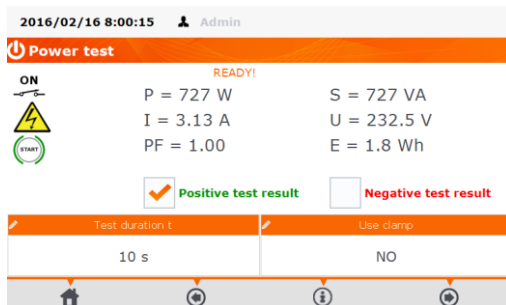 2016/02/16 8:00:15 Admin
Power test
READY!
ON
P = 727 W S = 727 VA
I = 3.13 A U = 232.5 V
START
PF = 1.00 E = 1.8 Wh
Positive test result Negative test result
Test duration t Use clamp
10 s NO